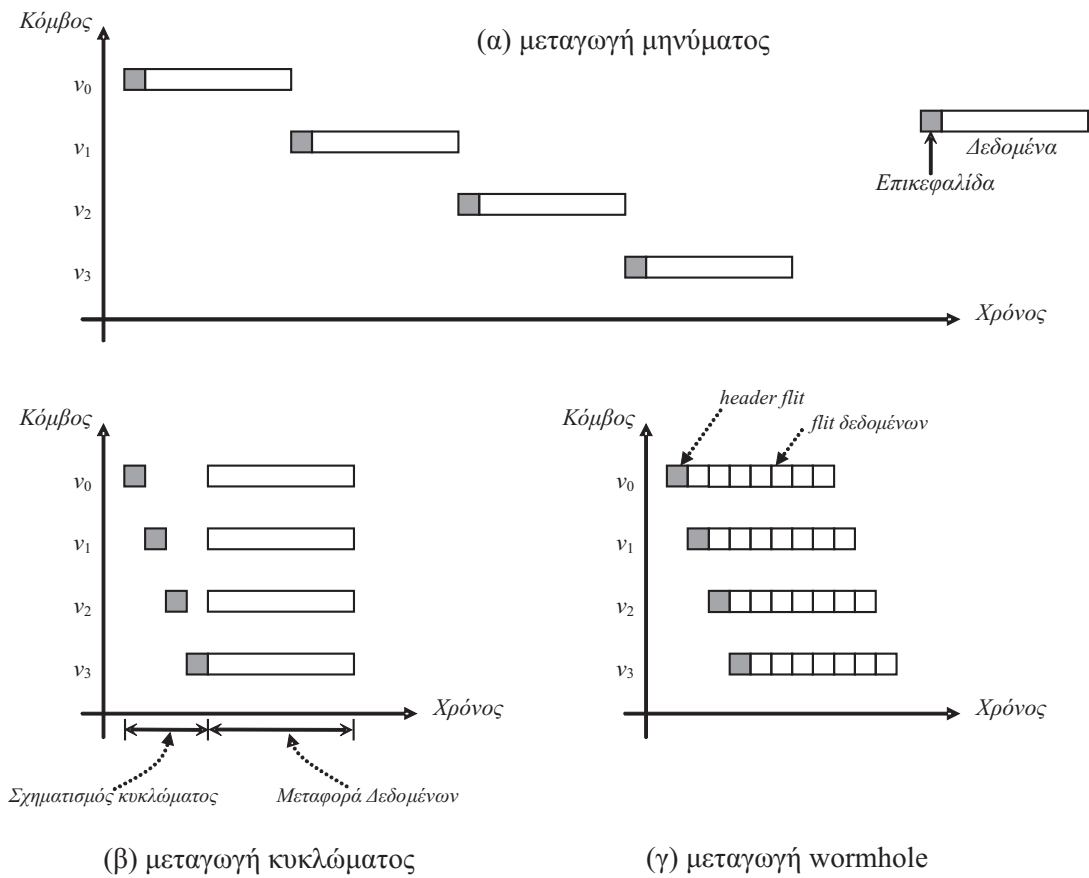 Κόμβος
(α) μεταγωγή μηνύματος
v0
v1
Δεδομένα
Επικεφαλίδα
v2
v3
Χρόνος
Κόμβος
header flit
flit δεδομένων
Κόμβος
v0
v0
v1
v1
v2
v2
v3
v3
Χρόνος
Χρόνος
Σχηματισμός κυκλώματος
Μεταφορά Δεδομένων
(β) μεταγωγή κυκλώματος
(γ) μεταγωγή wormhole